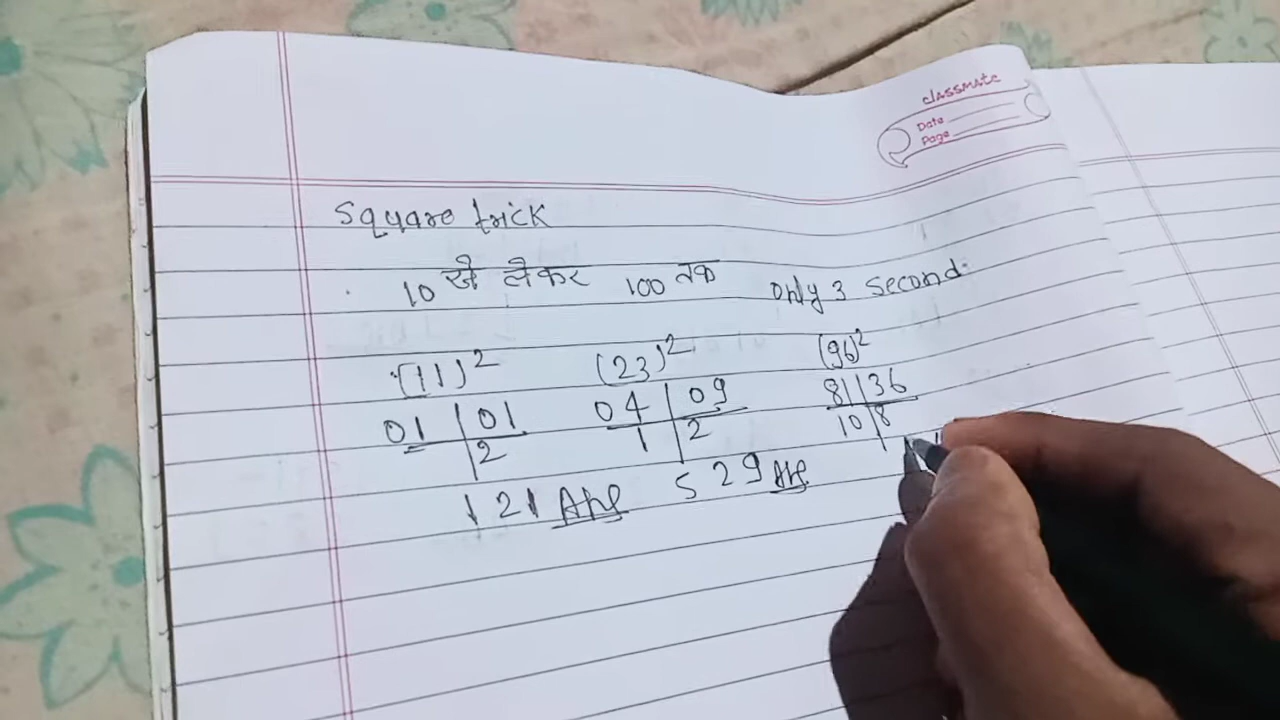 classmate
Date
Page
Square trick
10 से लेकर 100 तक only 3 second.
(11)² (23)² (96)²
01 | 01 04 | 09 81 | 36
2 1 | 2 10 | 8
121 Ans 529 Ans